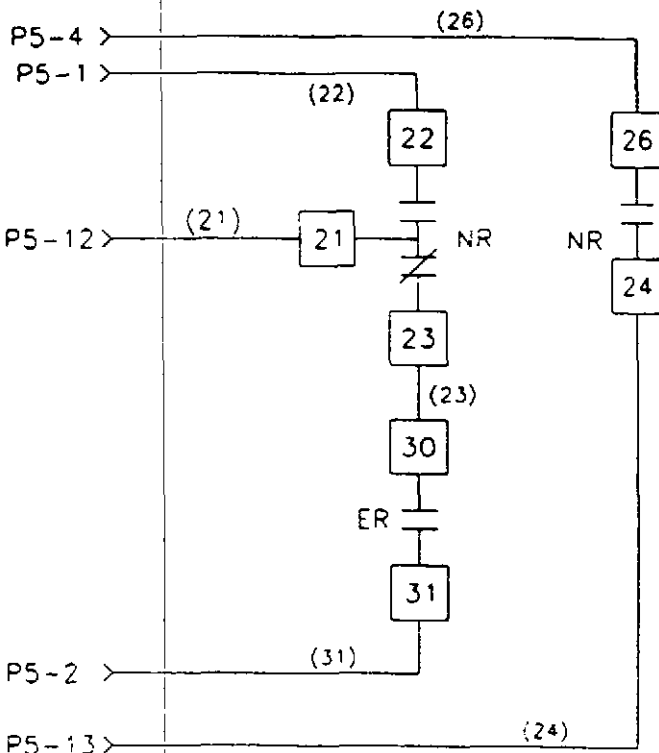 P5-4
(26)
P5-1
(22)
22
26
P5-12
(21)
21
NR
NR
24
23
(23)
30
ER
31
P5-2
(31)
P5-13
(24)